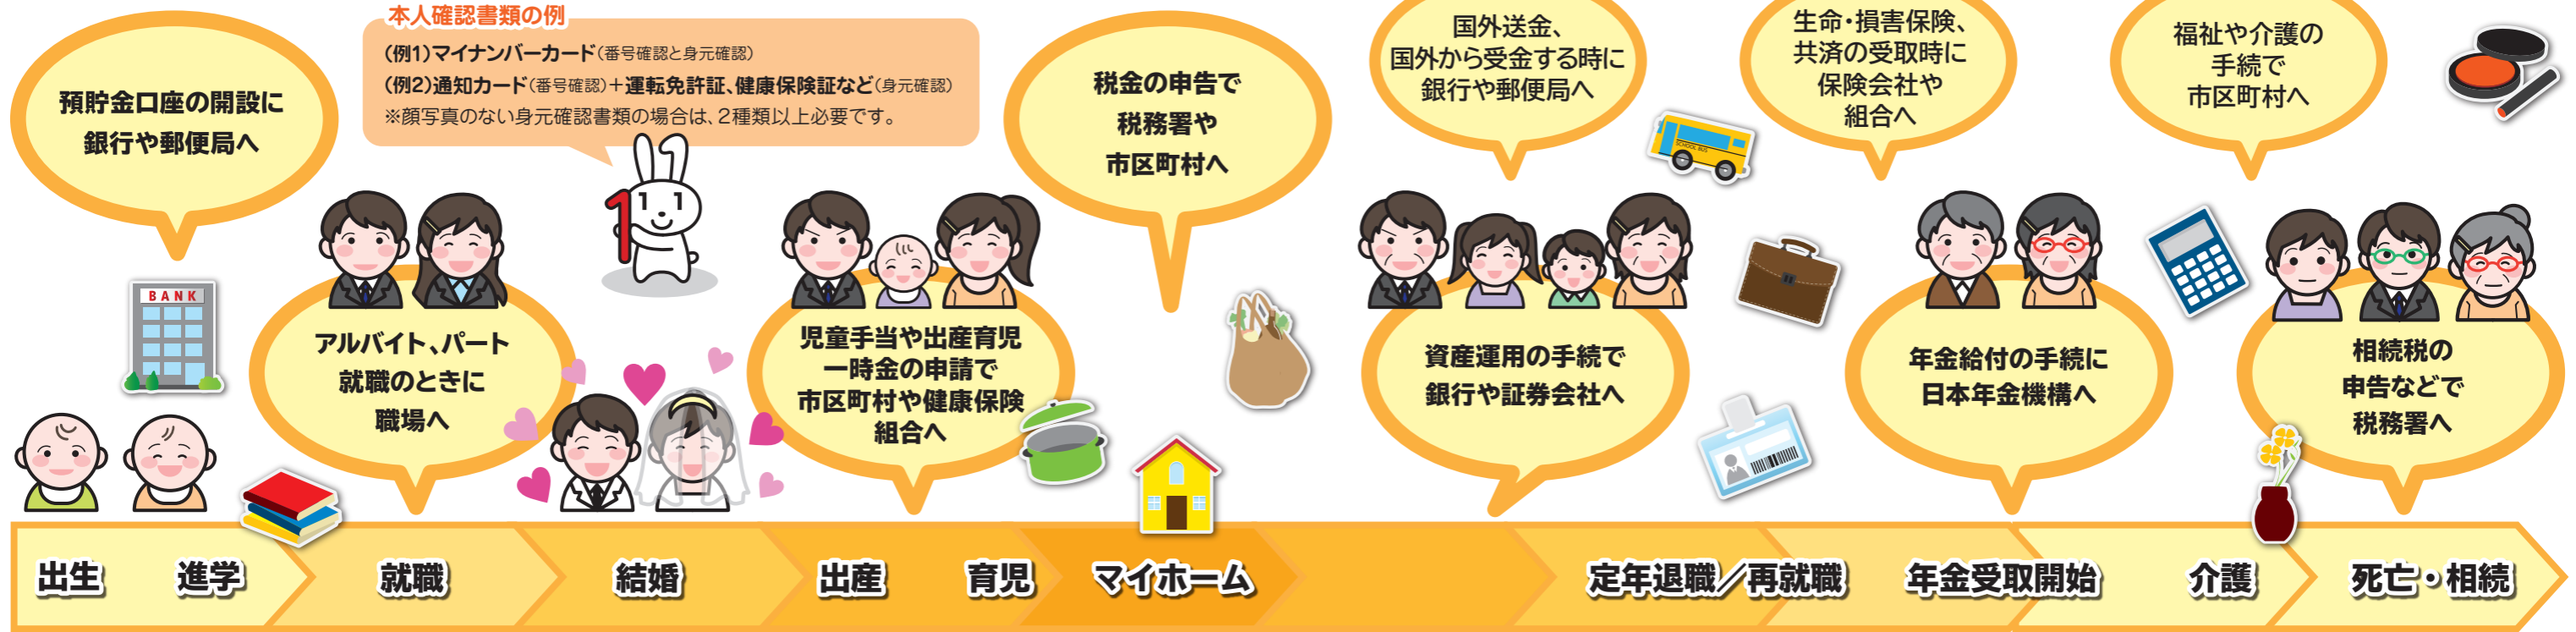 本人確認書類の例
（例1）マイナンバーカード（番号確認と身元確認）
（例2）通知カード（番号確認）＋運転免許証、健康保険証など（身元確認）
※顔写真のない身元確認書類の場合は、2種類以上必要です。
預貯金口座の開設に
銀行や郵便局へ
税金の申告で
税務署や
市区町村へ
国外送金、
国外から受金する時に
銀行や郵便局へ
生命・損害保険、
共済の受取時に
保険会社や
組合へ
福祉や介護の
手続で
市区町村へ
SCHOOL BUS
BANK
1
アルバイト、パート
就職のときに
職場へ
児童手当や出産育児
一時金の申請で
市区町村や健康保険
組合へ
資産運用の手続で
銀行や証券会社へ
年金給付の手続に
日本年金機構へ
相続税の
申告などで
税務署へ
出生
進学
就職
結婚
出産
育児
マイホーム
定年退職／再就職
年金受取開始
介護
死亡・相続